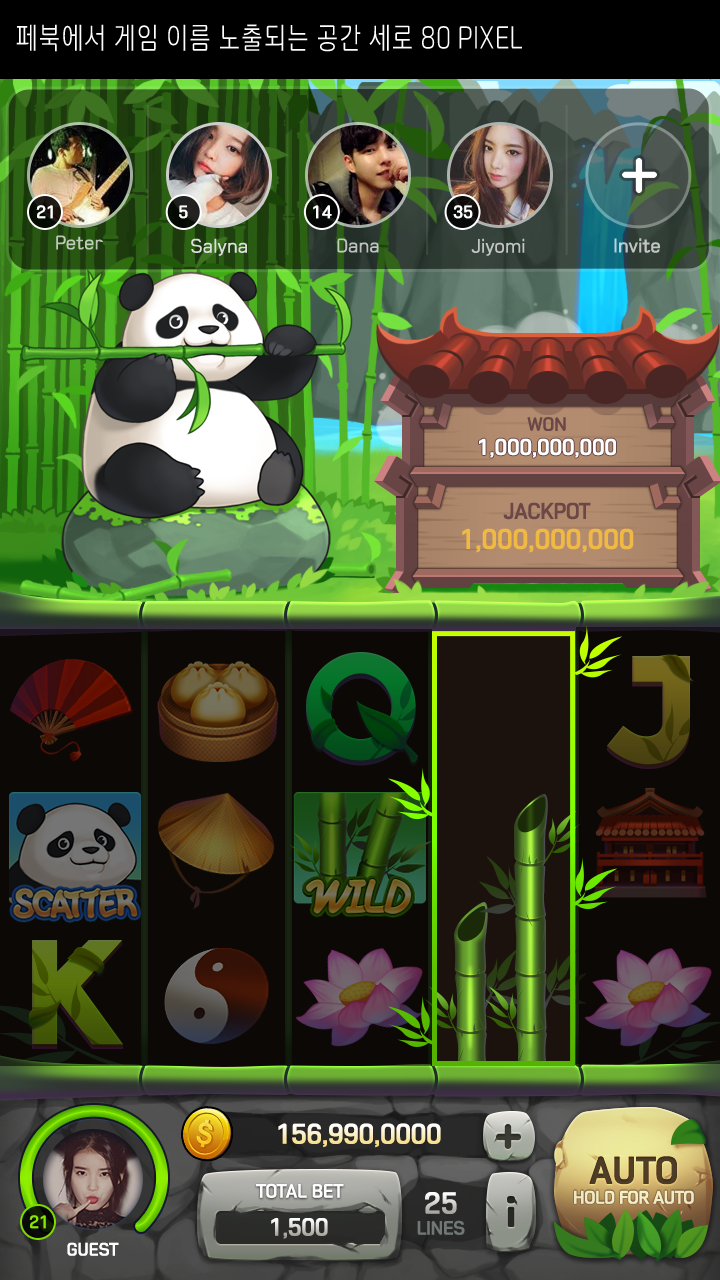 페북에서 게임 이름 노출되는 공간 세로 80 PIXEL
21
5
14
35
Peter
Salyna
Dana
Jiyomi
Invite
WON
1,000,000,000
JACKPOT
1,000,000,000
Q
J
SCATTER
WILD
K
156,990,0000
TOTAL BET
1,500
25
LINES
i
AUTO
HOLD FOR AUTO
21
GUEST